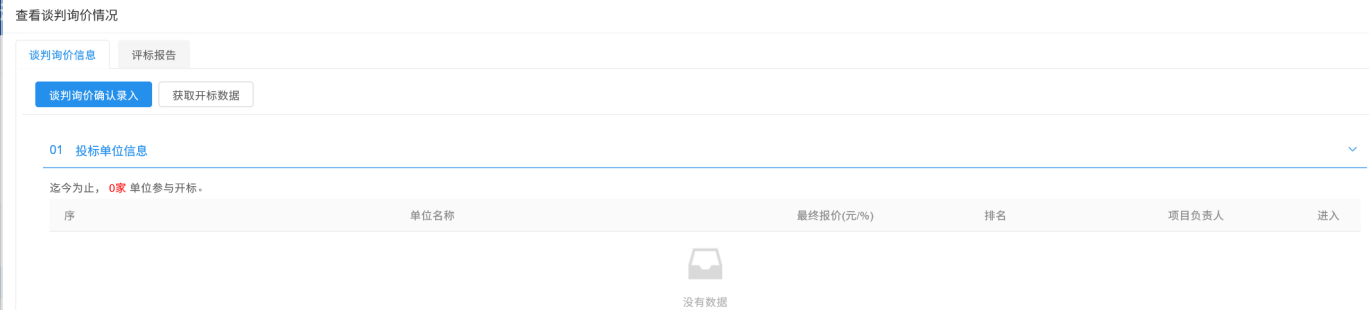 查看谈判询价情况
谈判询价信息 评标报告
谈判询价确认录入 获取开标数据
01 投标单位信息
迄今为止， 0家 单位参与开标。
序 单位名称 最终报价(元/%) 排名 项目负责人 进入
没有数据